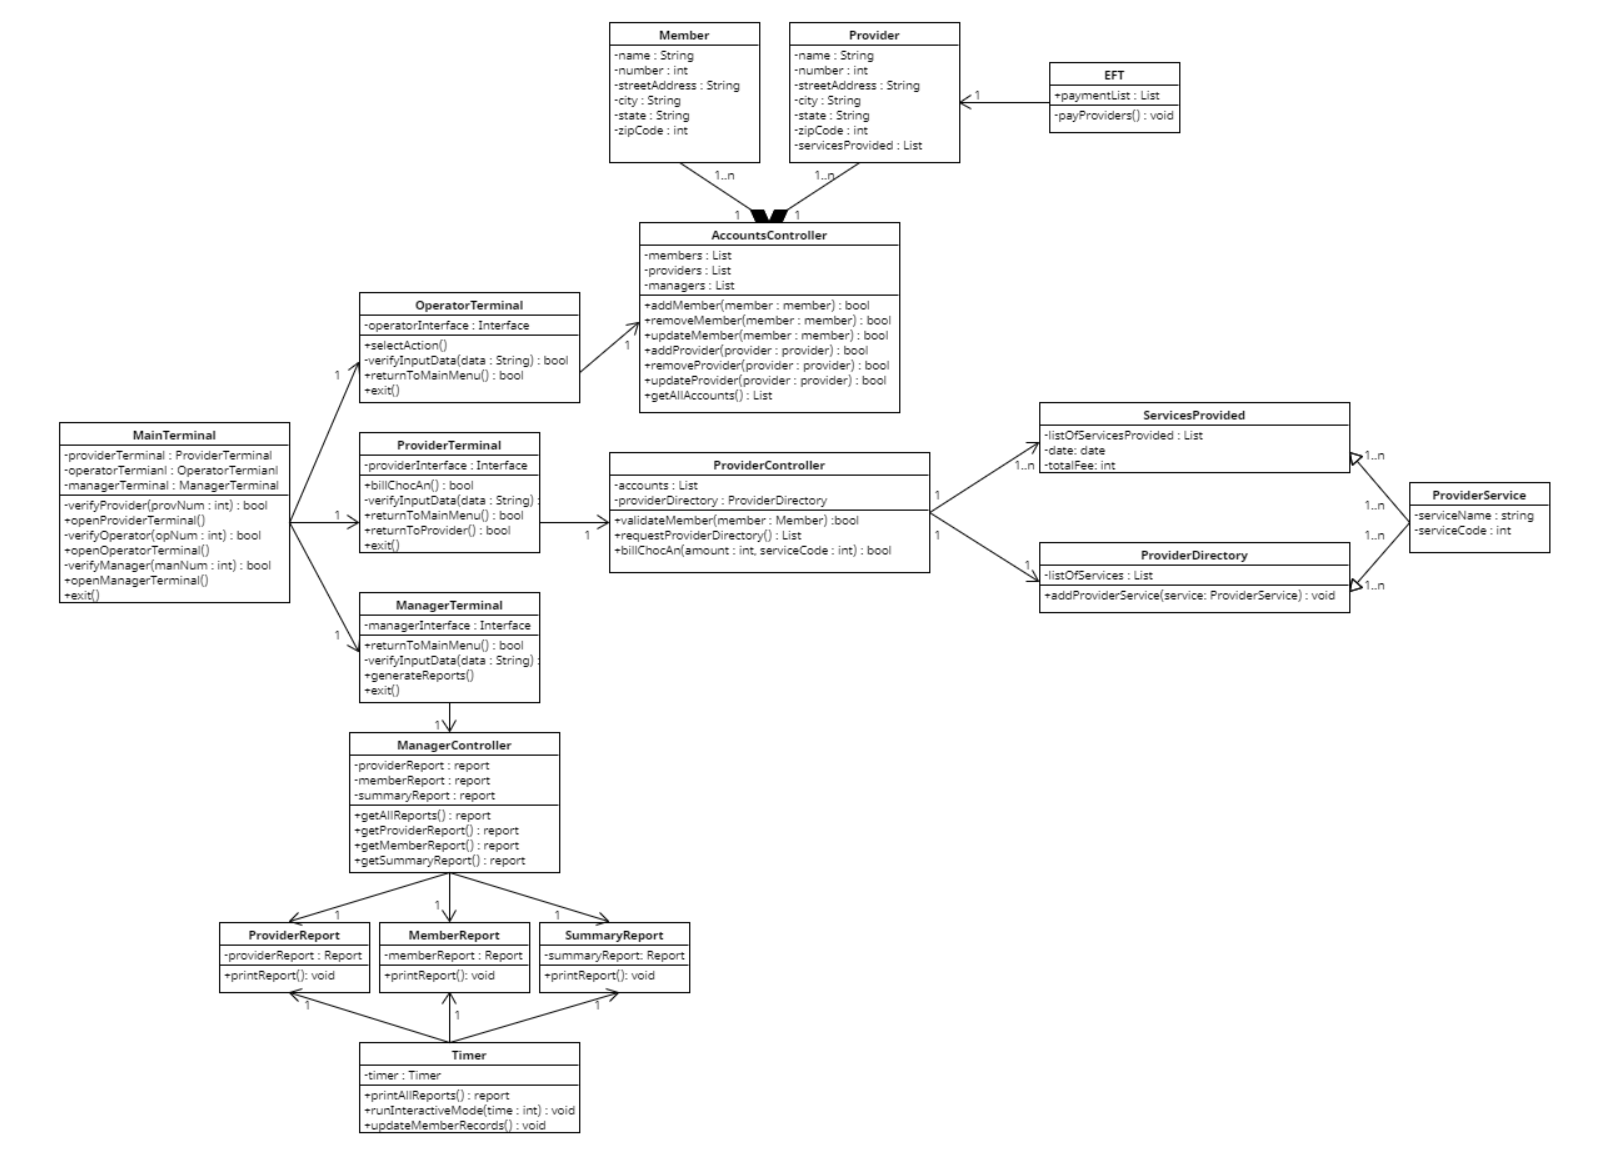 Member
-name : String
-number : int
-streetAddress : String
-city : String
-state : String
-zipCode : int
Provider
-name : String
-number : int
-streetAddress : String
-city : String
-state : String
-zipCode : int
-servicesProvided : List
EFT
+paymentList : List
-payProviders() : void
1
1..n
1..n
1
1
AccountsController
-members : List
-providers : List
-managers : List
+addMember(member : member) : bool
+removeMember(member : member) : bool
+updateMember(member : member) : bool
+addProvider(provider : provider) : bool
+removeProvider(provider : provider) : bool
+updateProvider(provider : provider) : bool
+getAllAccounts() : List
OperatorTerminal
-operatorInterface : Interface
+selectAction()
-verifyInputData(data : String) : bool
+returnToMainMenu() : bool
+exit()
1
1
MainTerminal
-providerTerminal : ProviderTerminal
-operatorTermianl : OperatorTermianl
-managerTerminal : ManagerTerminal
-verifyProvider(provNum : int) : bool
+openProviderTerminal()
-verifyOperator(opNum : int) : bool
+openOperatorTerminal()
-verifyManager(manNum : int) : bool
+openManagerTerminal()
+exit()
1
1
ProviderTerminal
-providerInterface : Interface
+billChocAn() : bool
-verifyInputData(data : String) :
+returnToMainMenu() : bool
+returnToProvider() : bool
+exit()
1
ProviderController
-accounts : List
-providerDirectory : ProviderDirectory
+validateMember(member : Member) :bool
+requestProviderDirectory() : List
+billChocAn(amount : int, serviceCode : int) : bool
1
1..n
1
1
ServicesProvided
-listOfServicesProvided : List
-date: date
-totalFee: int
1..n
1..n
1..n
1..n
ProviderService
-serviceName : string
-serviceCode : int
ProviderDirectory
-listOfServices : List
+addProviderService(service: ProviderService) : void
ManagerTerminal
-managerInterface : Interface
+returnToMainMenu() : bool
-verifyInputData(data : String) :
+generateReports()
+exit()
1
ManagerController
-providerReport : report
-memberReport : report
-summaryReport : report
+getAllReports() : report
+getProviderReport() : report
+getMemberReport() : report
+getSummaryReport() : report
1
1
1
ProviderReport
-providerReport : Report
+printReport(): void
MemberReport
-memberReport : Report
+printReport(): void
SummaryReport
-summaryReport: Report
+printReport(): void
1
1
1
Timer
-timer : Timer
+printAllReports() : report
+runInteractiveMode(time : int) : void
+updateMemberRecords() : void